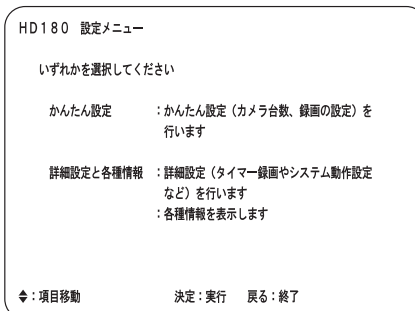 HD180 設定メニュー
いずれかを選択してください
かんたん設定 :かんたん設定(カメラ台数、録画の設定)を
行います
詳細設定と各種情報 :詳細設定(タイマー録画やシステム動作設定
など)を行います
:各種情報を表示します
◆:項目移動 決定:実行 戻る:終了